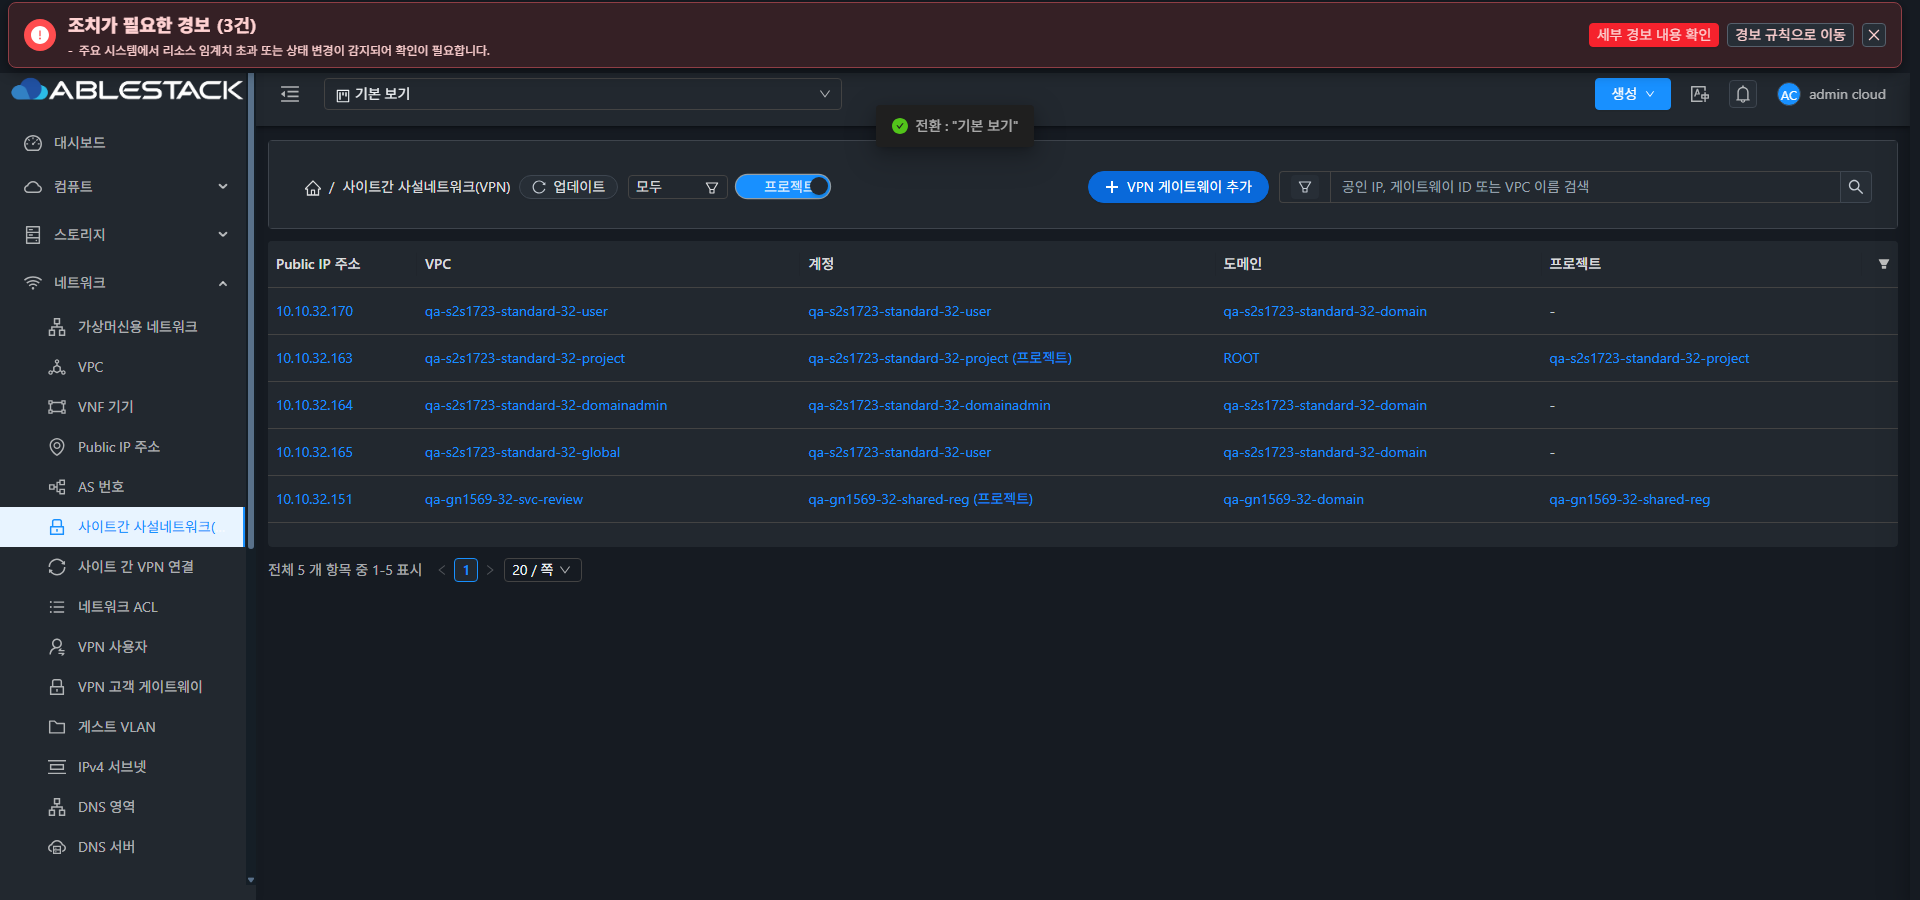 조치가 필요한 경보 (3건)
- 주요 시스템에서 리소스 임계치 초과 또는 상태 변경이 감지되어 확인이 필요합니다.
세부 경보 내용 확인
경보 규칙으로 이동
ABLESTACK
기본 보기
생성
AC
admin cloud
전환 : "기본 보기"
대시보드
컴퓨트
스토리지
네트워크
가상머신용 네트워크
VPC
VNF 기기
Public IP 주소
AS 번호
사이트간 사설네트워크(
사이트 간 VPN 연결
네트워크 ACL
VPN 사용자
VPN 고객 게이트웨이
게스트 VLAN
IPv4 서브넷
DNS 영역
DNS 서버
/ 사이트간 사설네트워크(VPN)
업데이트
모두
프로젝트
+ VPN 게이트웨이 추가
공인 IP, 게이트웨이 ID 또는 VPC 이름 검색
Public IP 주소 VPC 계정 도메인 프로젝트
10.10.32.170 qa-s2s1723-standard-32-user qa-s2s1723-standard-32-user qa-s2s1723-standard-32-domain -
10.10.32.163 qa-s2s1723-standard-32-project qa-s2s1723-standard-32-project (프로젝트) ROOT qa-s2s1723-standard-32-project
10.10.32.164 qa-s2s1723-standard-32-domainadmin qa-s2s1723-standard-32-domainadmin qa-s2s1723-standard-32-domain -
10.10.32.165 qa-s2s1723-standard-32-global qa-s2s1723-standard-32-user qa-s2s1723-standard-32-domain -
10.10.32.151 qa-gn1569-32-svc-review qa-gn1569-32-shared-reg (프로젝트) qa-gn1569-32-domain qa-gn1569-32-shared-reg
전체 5 개 항목 중 1-5 표시 < 1 > 20 / 쪽